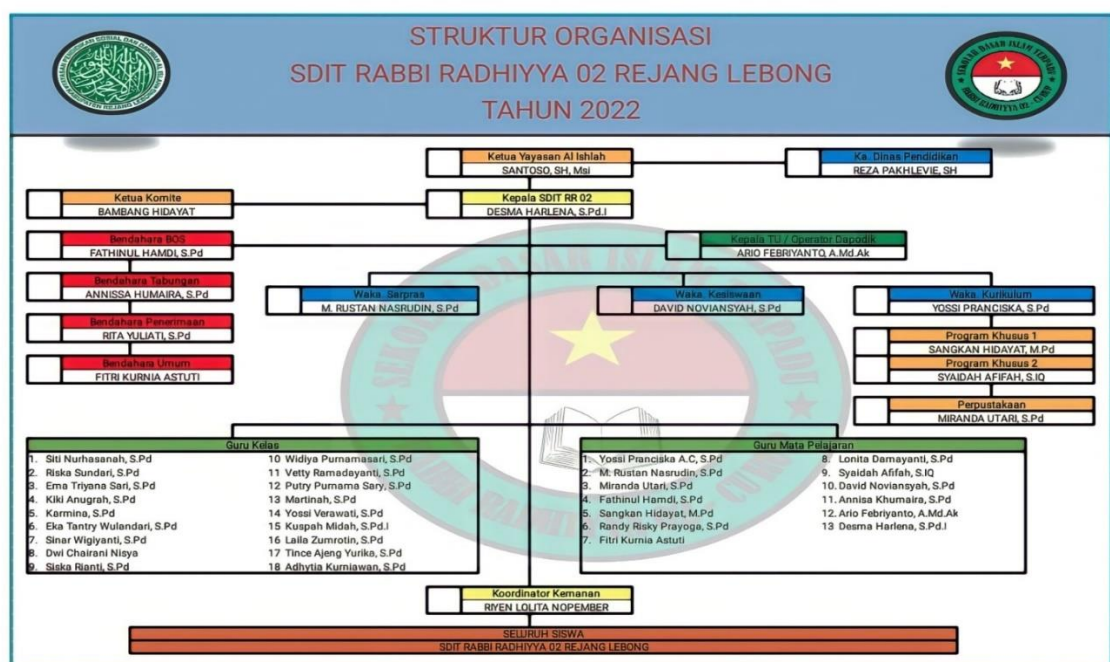 STRUKTUR ORGANISASI
SDIT RABBI RADHIYYA 02 REJANG LEBONG
TAHUN 2022
Ketua Yayasan Al Ishlah
SANTOSO, SH, Msi
Ka. Dinas Pendidikan
REZA PAKHLEVIE, SH
Ketua Komite
BAMBANG HIDAYAT
Kepala SDIT RR 02
DESMA HARLENA, S.Pd.I
Bendahara BOS
FATHINUL HAMDI, S.Pd
Kepala TU / Operator Dapodik
ARIO FEBRIYANTO, A.Md.Ak
Bendahara Tabungan
ANNISSA HUMAIRA, S.Pd
Waka. Sarpras
M. RUSTAN NASRUDIN, S.Pd
Waka. Kesiswaan
DAVID NOVIANSYAH, S.Pd
Waka. Kurikulum
YOSSI PRANCISKA, S.Pd
Bendahara Penerimaan
RITA YULIATI, S.Pd
Program Khusus 1
SANGKAN HIDAYAT, M.Pd
Bendahara Umum
FITRI KURNIA ASTUTI
Program Khusus 2
SYAIDAH AFIFAH, S.IQ
Perpustakaan
MIRANDA UTARI, S.Pd
Guru Kelas
1. Siti Nurhasanah, S.Pd
2. Riska Sundari, S.Pd
3. Ema Triyana Sari, S.Pd
4. Kiki Anugrah, S.Pd
5. Karmina, S.Pd
6. Eka Tantry Wulandari, S.Pd
7. Sinar Wigiyanti, S.Pd
8. Dwi Chairani Nisya
9. Siska Rianti, S.Pd
10 Widiya Purnamasari, S.Pd
11 Vetty Ramadayanti, S.Pd
12 Putry Purnama Sary, S.Pd
13 Martinah, S.Pd
14 Yossi Verawati, S.Pd
15 Kuspah Midah, S.Pd.I
16 Laila Zumrotin, S.Pd
17 Tince Ajeng Yurika, S.Pd
18 Adhytia Kurniawan, S.Pd
Guru Mata Pelajaran
1. Yossi Pranciska A.C, S.Pd
2. M. Rustan Nasrudin, S.Pd
3. Miranda Utari, S.Pd
4. Fathinul Hamdi, S.Pd
5. Sangkan Hidayat, M.Pd
6. Randy Risky Prayoga, S.Pd
7. Fitri Kurnia Astuti
8. Lonita Damayanti, S.Pd
9. Syaidah Afifah, S.IQ
10. David Noviansyah, S.Pd
11. Annisa Khumaira, S.Pd
12. Ario Febriyanto, A.Md.Ak
13 Desma Harlena, S.Pd.I
Koordinator Kemanan
RIYEN LOLITA NOPEMBER
SELURUH SISWA
SDIT RABBI RADHIYYA 02 REJANG LEBONG